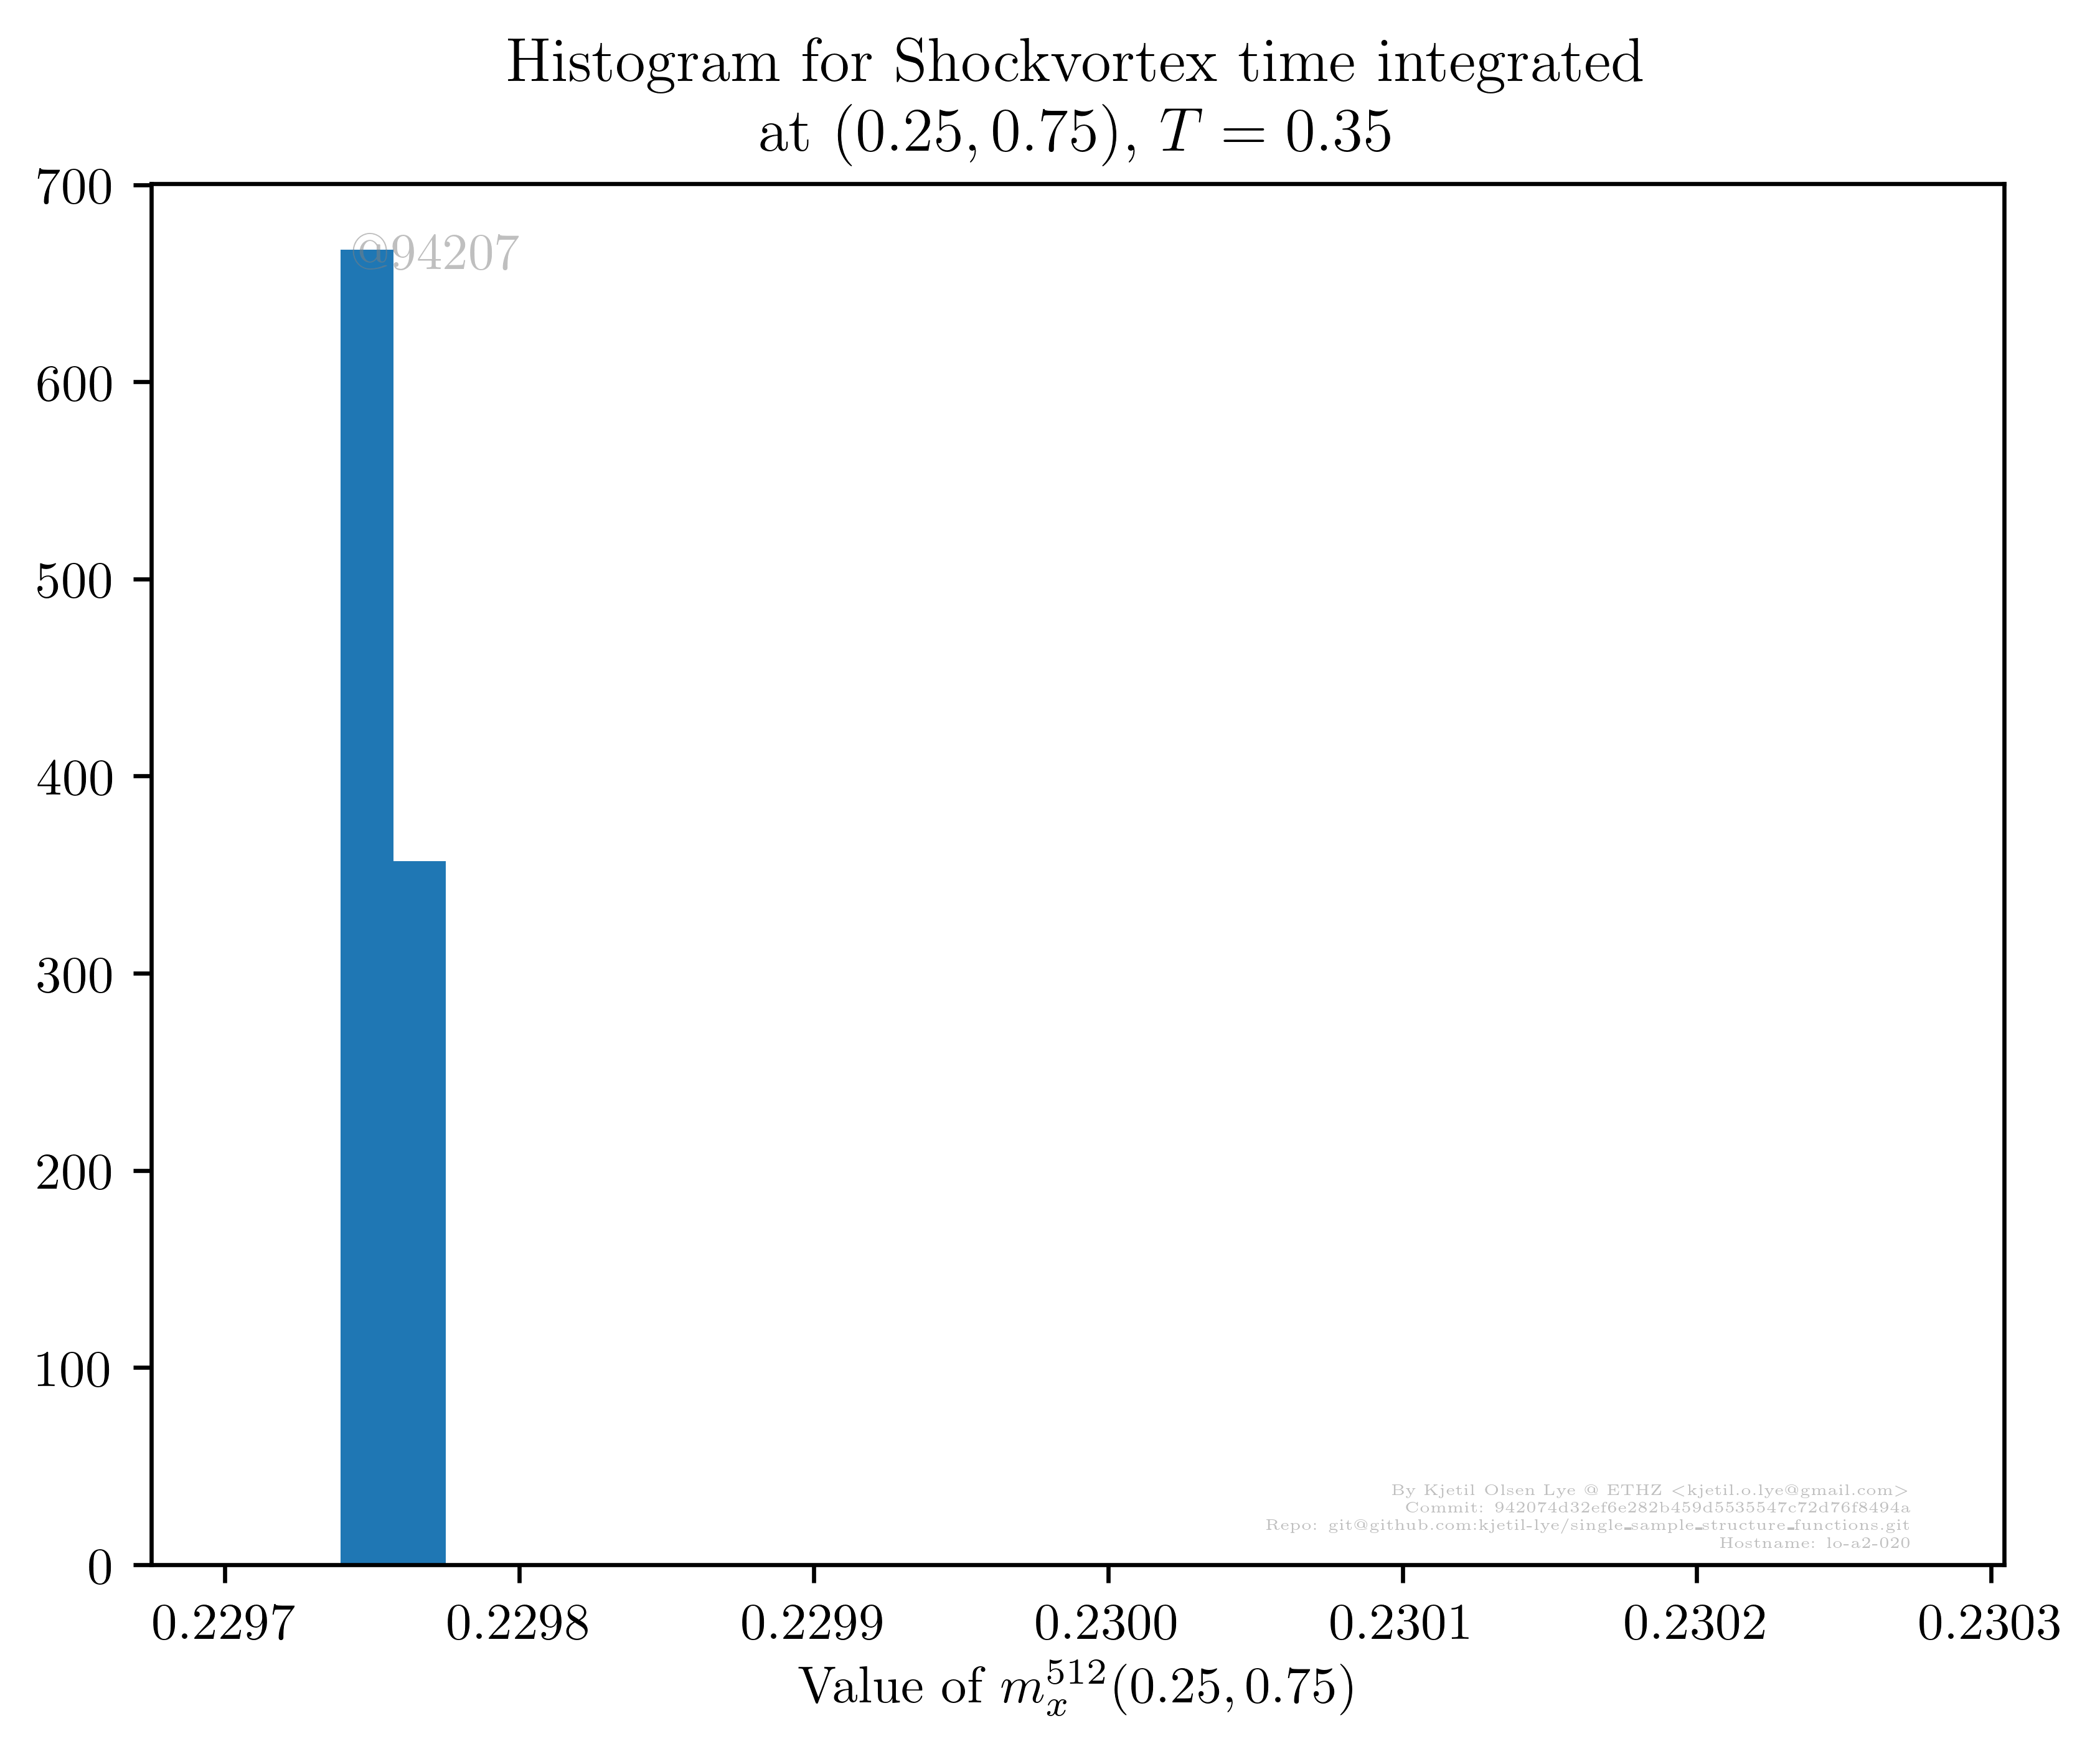 Histogram for Shockvortex time integrated
at (0.25, 0.75), T = 0.35
700
@94207
600
500
400
300
200
100
0
By Kjetil Olsen Lye @ ETHZ <kjetil.o.lye@gmail.com>
Commit: 942074d32ef6e282b459d5535547c72d76f8494a
Repo: git@github.com:kjetil-lye/single_sample_structure_functions.git
Hostname: lo-a2-020
0.2297 0.2298 0.2299 0.2300 0.2301 0.2302 0.2303
Value of m_x^512(0.25, 0.75)